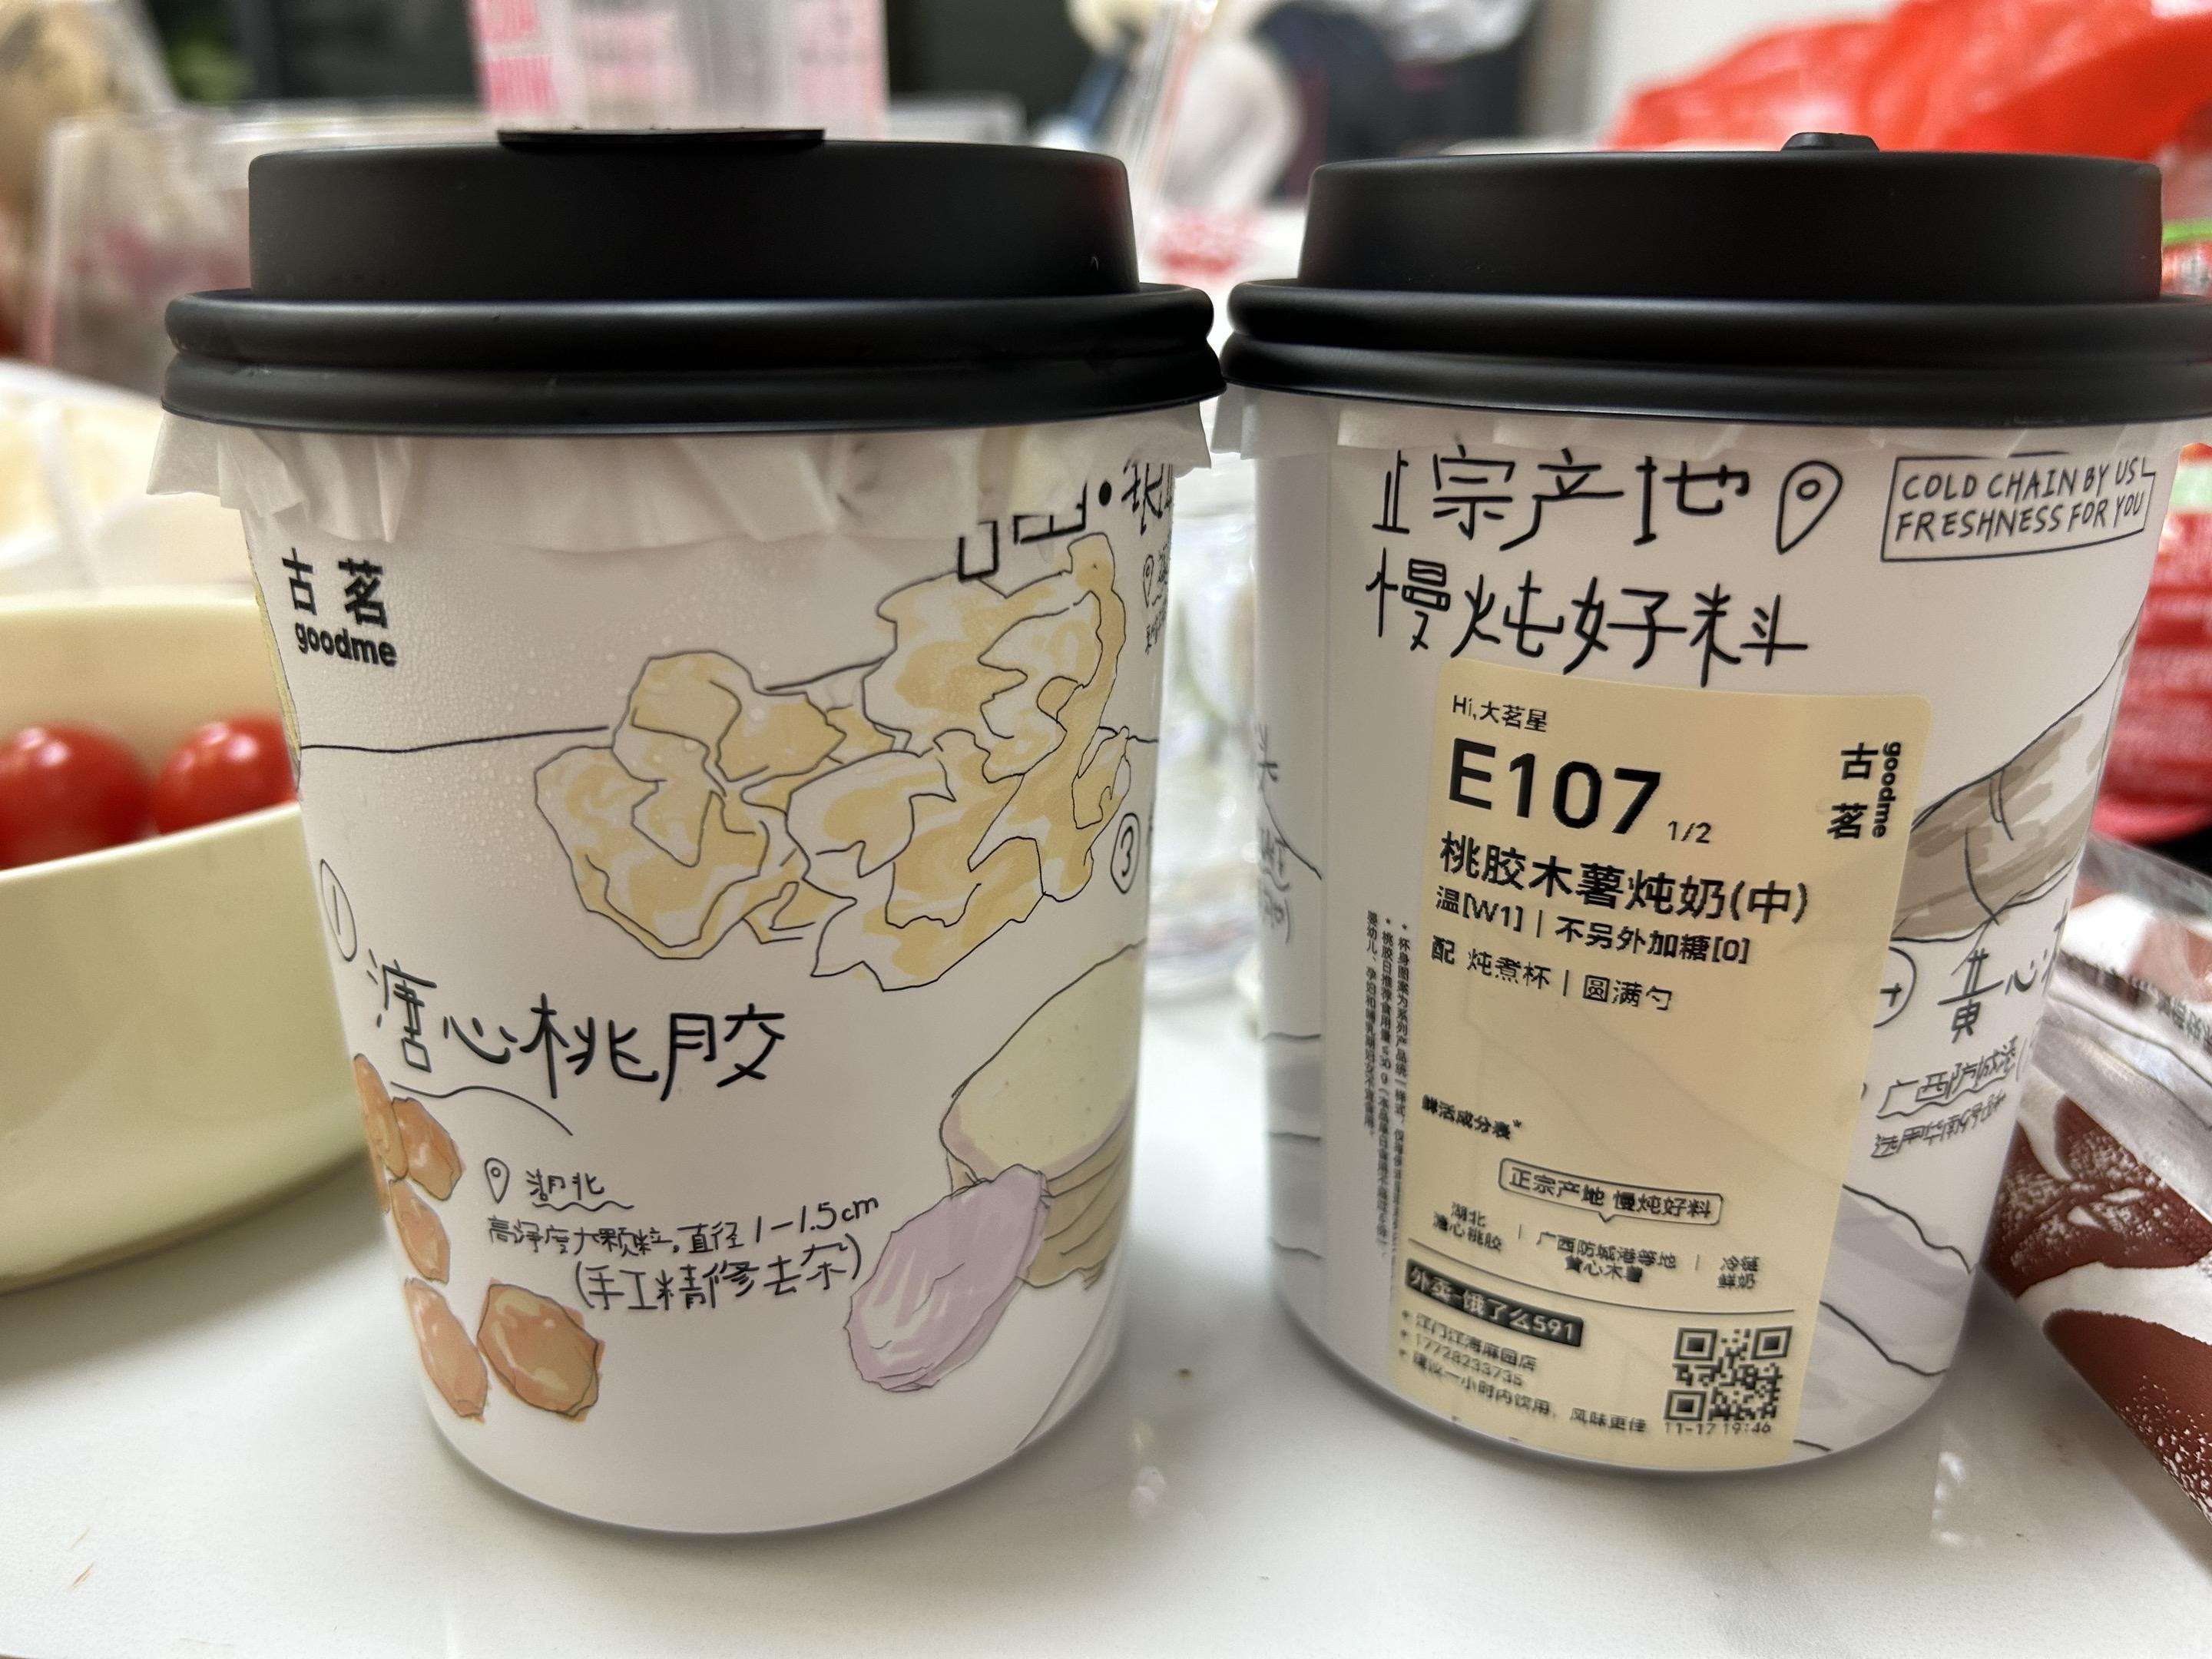 古茗
goodme
①
溏心桃胶
湖北
高净度大颗粒,直径1-1.5cm
(手工精修去杂)
③
正宗产地
慢炖好料
COLD CHAIN BY US
FRESHNESS FOR YOU
Hi,大茗星
E107 1/2
古茗
goodme
桃胶木薯炖奶(中)
温[W1] | 不另外加糖[0]
配 炖煮杯 | 圆满勺
鲜活成分表*
正宗产地 慢炖好料
湖北
溏心桃胶
广西防城港等地
黄心木薯
冷链
鲜奶
外卖-饿了么591
江门江海麻园店
17728233735
建议一小时内饮用,风味更佳
11-17 19:46
黄心
广西防城港